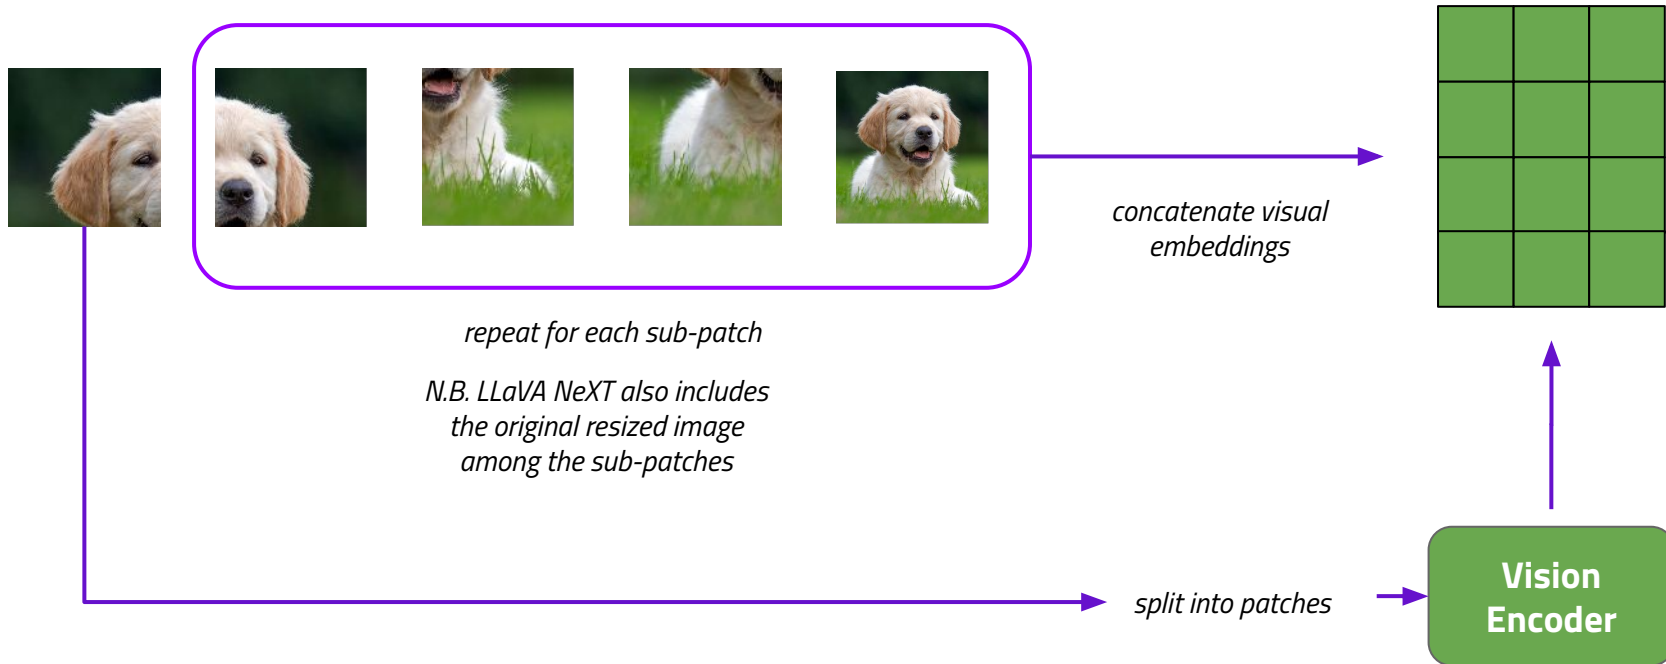 concatenate visual
embeddings
repeat for each sub-patch
N.B. LLaVA NeXT also includes
the original resized image
among the sub-patches
split into patches
Vision
Encoder